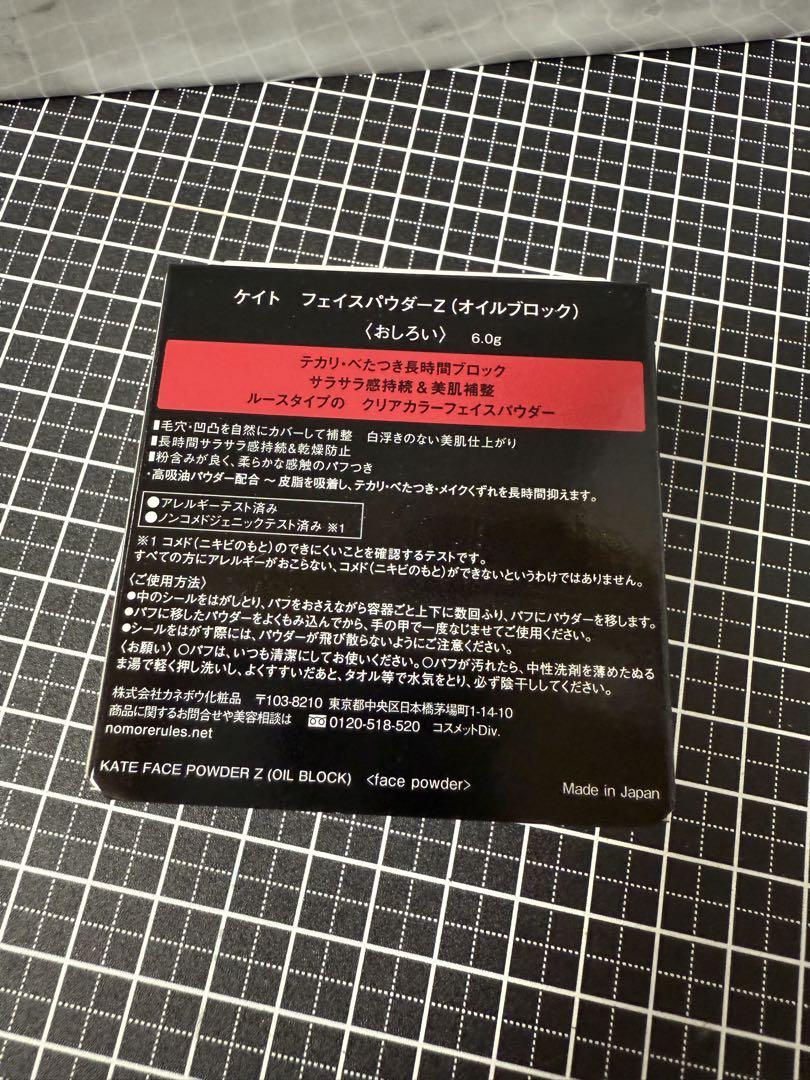 ケイト　フェイスパウダーZ(オイルブロック)
〈おしろい〉　6.0g
テカリ・べたつき長時間ブロック
サラサラ感持続&美肌補整
ルースタイプの　クリアカラーフェイスパウダー
▮毛穴・凹凸を自然にカバーして補整　白浮きのない美肌仕上がり
▮長時間サラサラ感持続&乾燥防止
▮粉含みが良く、柔らかな感触のパフつき
・高吸油パウダー配合 ～ 皮脂を吸着し、テカリ・べたつき・メイクくずれを長時間抑えます。
●アレルギーテスト済み
●ノンコメドジェニックテスト済み ※1
※1 コメド(ニキビのもと)のできにくいことを確認するテストです。
すべての方にアレルギーがおこらない、コメド(ニキビのもと)ができないというわけではありません。
〈ご使用方法〉
●中のシールをはがしとり、パフをおさえながら容器ごと上下に数回ふり、パフにパウダーを移します。
●パフに移したパウダーをよくもみ込んでから、手の甲で一度なじませてご使用ください。
●シールをはがす際には、パウダーが飛び散らないようにご注意ください。
〈お願い〉○パフは、いつも清潔にしてお使いください。○パフが汚れたら、中性洗剤を薄めたぬる
ま湯で軽く押し洗いし、よくすすいだあと、タオル等で水気をとり、必ず陰干ししてください。
株式会社カネボウ化粧品　〒103-8210 東京都中央区日本橋茅場町1-14-10
商品に関するお問合せや美容相談は　0120-518-520　コスメットDiv.
nomorerules.net
KATE FACE POWDER Z (OIL BLOCK)　<face powder>
Made in Japan